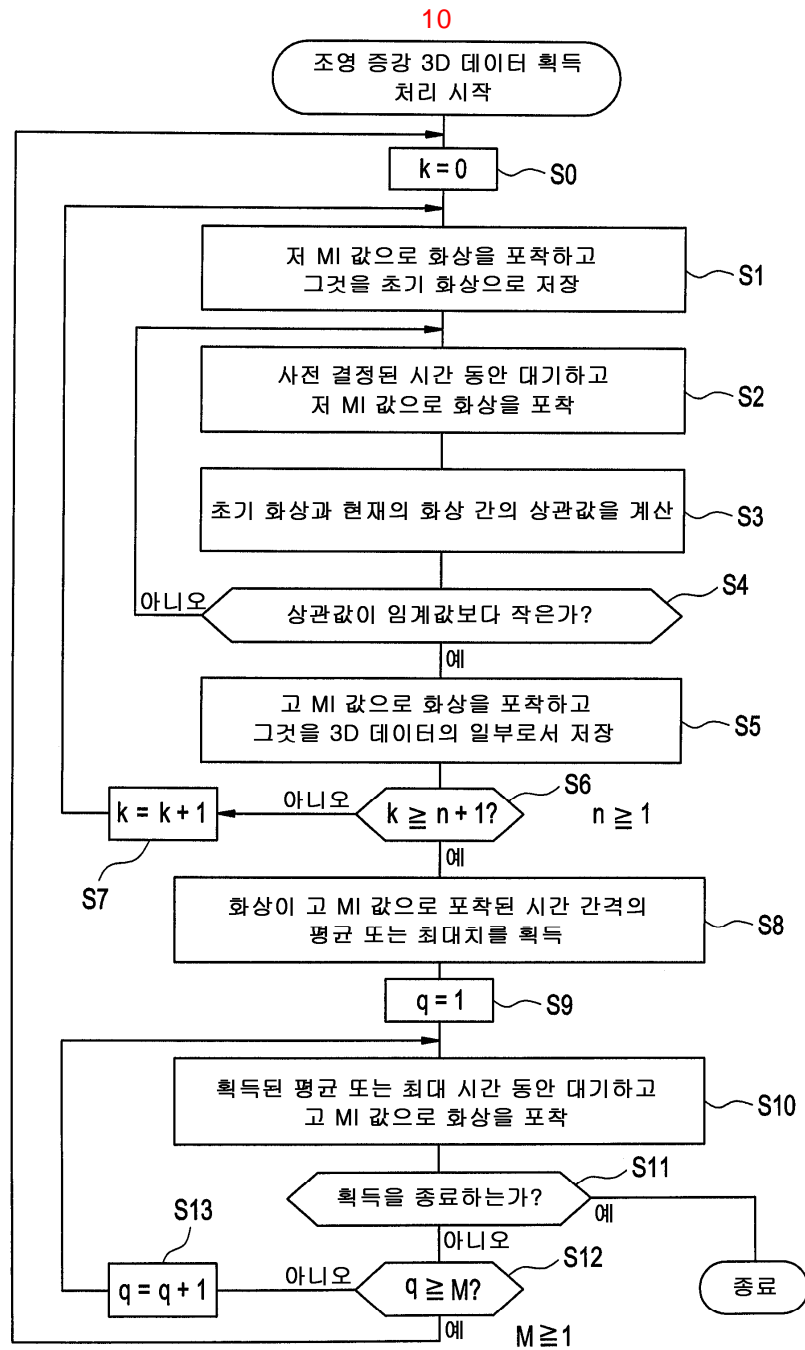 10
조영 증강 3D 데이터 획득
처리 시작
k = 0
S0
저 MI 값으로 화상을 포착하고
그것을 초기 화상으로 저장
S1
사전 결정된 시간 동안 대기하고
저 MI 값으로 화상을 포착
S2
초기 화상과 현재의 화상 간의 상관값을 계산
S3
S4
아니오
상관값이 임계값보다 작은가?
예
고 MI 값으로 화상을 포착하고
그것을 3D 데이터의 일부로서 저장
S5
S6
k = k + 1
아니오
k ≧ n + 1?
n ≧ 1
S7
예
화상이 고 MI 값으로 포착된 시간 간격의
평균 또는 최대치를 획득
S8
q = 1
S9
획득된 평균 또는 최대 시간 동안 대기하고
고 MI 값으로 화상을 포착
S10
S11
획득을 종료하는가?
예
아니오
S13
S12
q = q + 1
아니오
q ≧ M?
종료
예
M ≧ 1